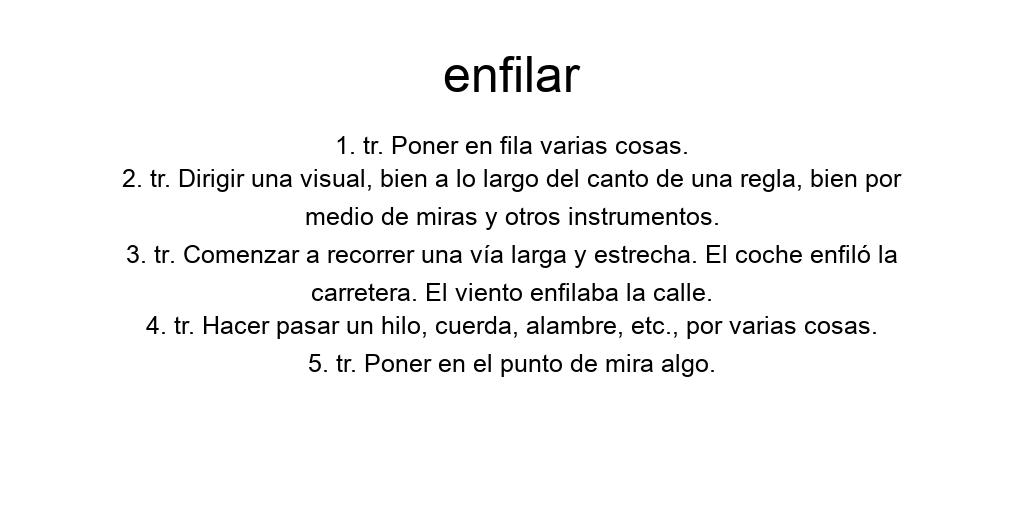 enfilar
1. tr. Poner en fila varias cosas.
2. tr. Dirigir una visual, bien a lo largo del canto de una regla, bien por
medio de miras y otros instrumentos.
3. tr. Comenzar a recorrer una vía larga y estrecha. El coche enfiló la
carretera. El viento enfilaba la calle.
4. tr. Hacer pasar un hilo, cuerda, alambre, etc., por varias cosas.
5. tr. Poner en el punto de mira algo.